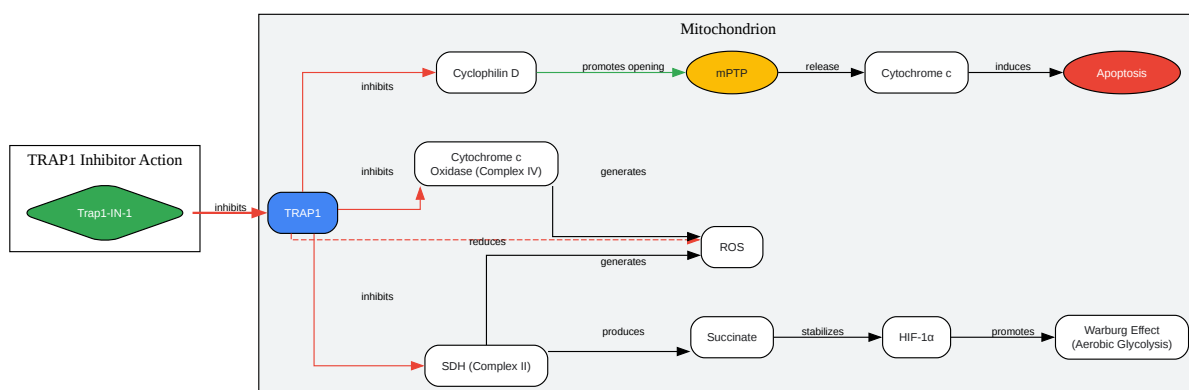 Mitochondrion
Cyclophilin D
promotes opening
mPTP
release
Cytochrome c
induces
Apoptosis
inhibits
TRAP1 Inhibitor Action
Trap1-IN-1
inhibits
TRAP1
inhibits
Cytochrome c
Oxidase (Complex IV)
generates
reduces
ROS
generates
inhibits
SDH (Complex II)
produces
Succinate
stabilizes
HIF-1α
promotes
Warburg Effect
(Aerobic Glycolysis)